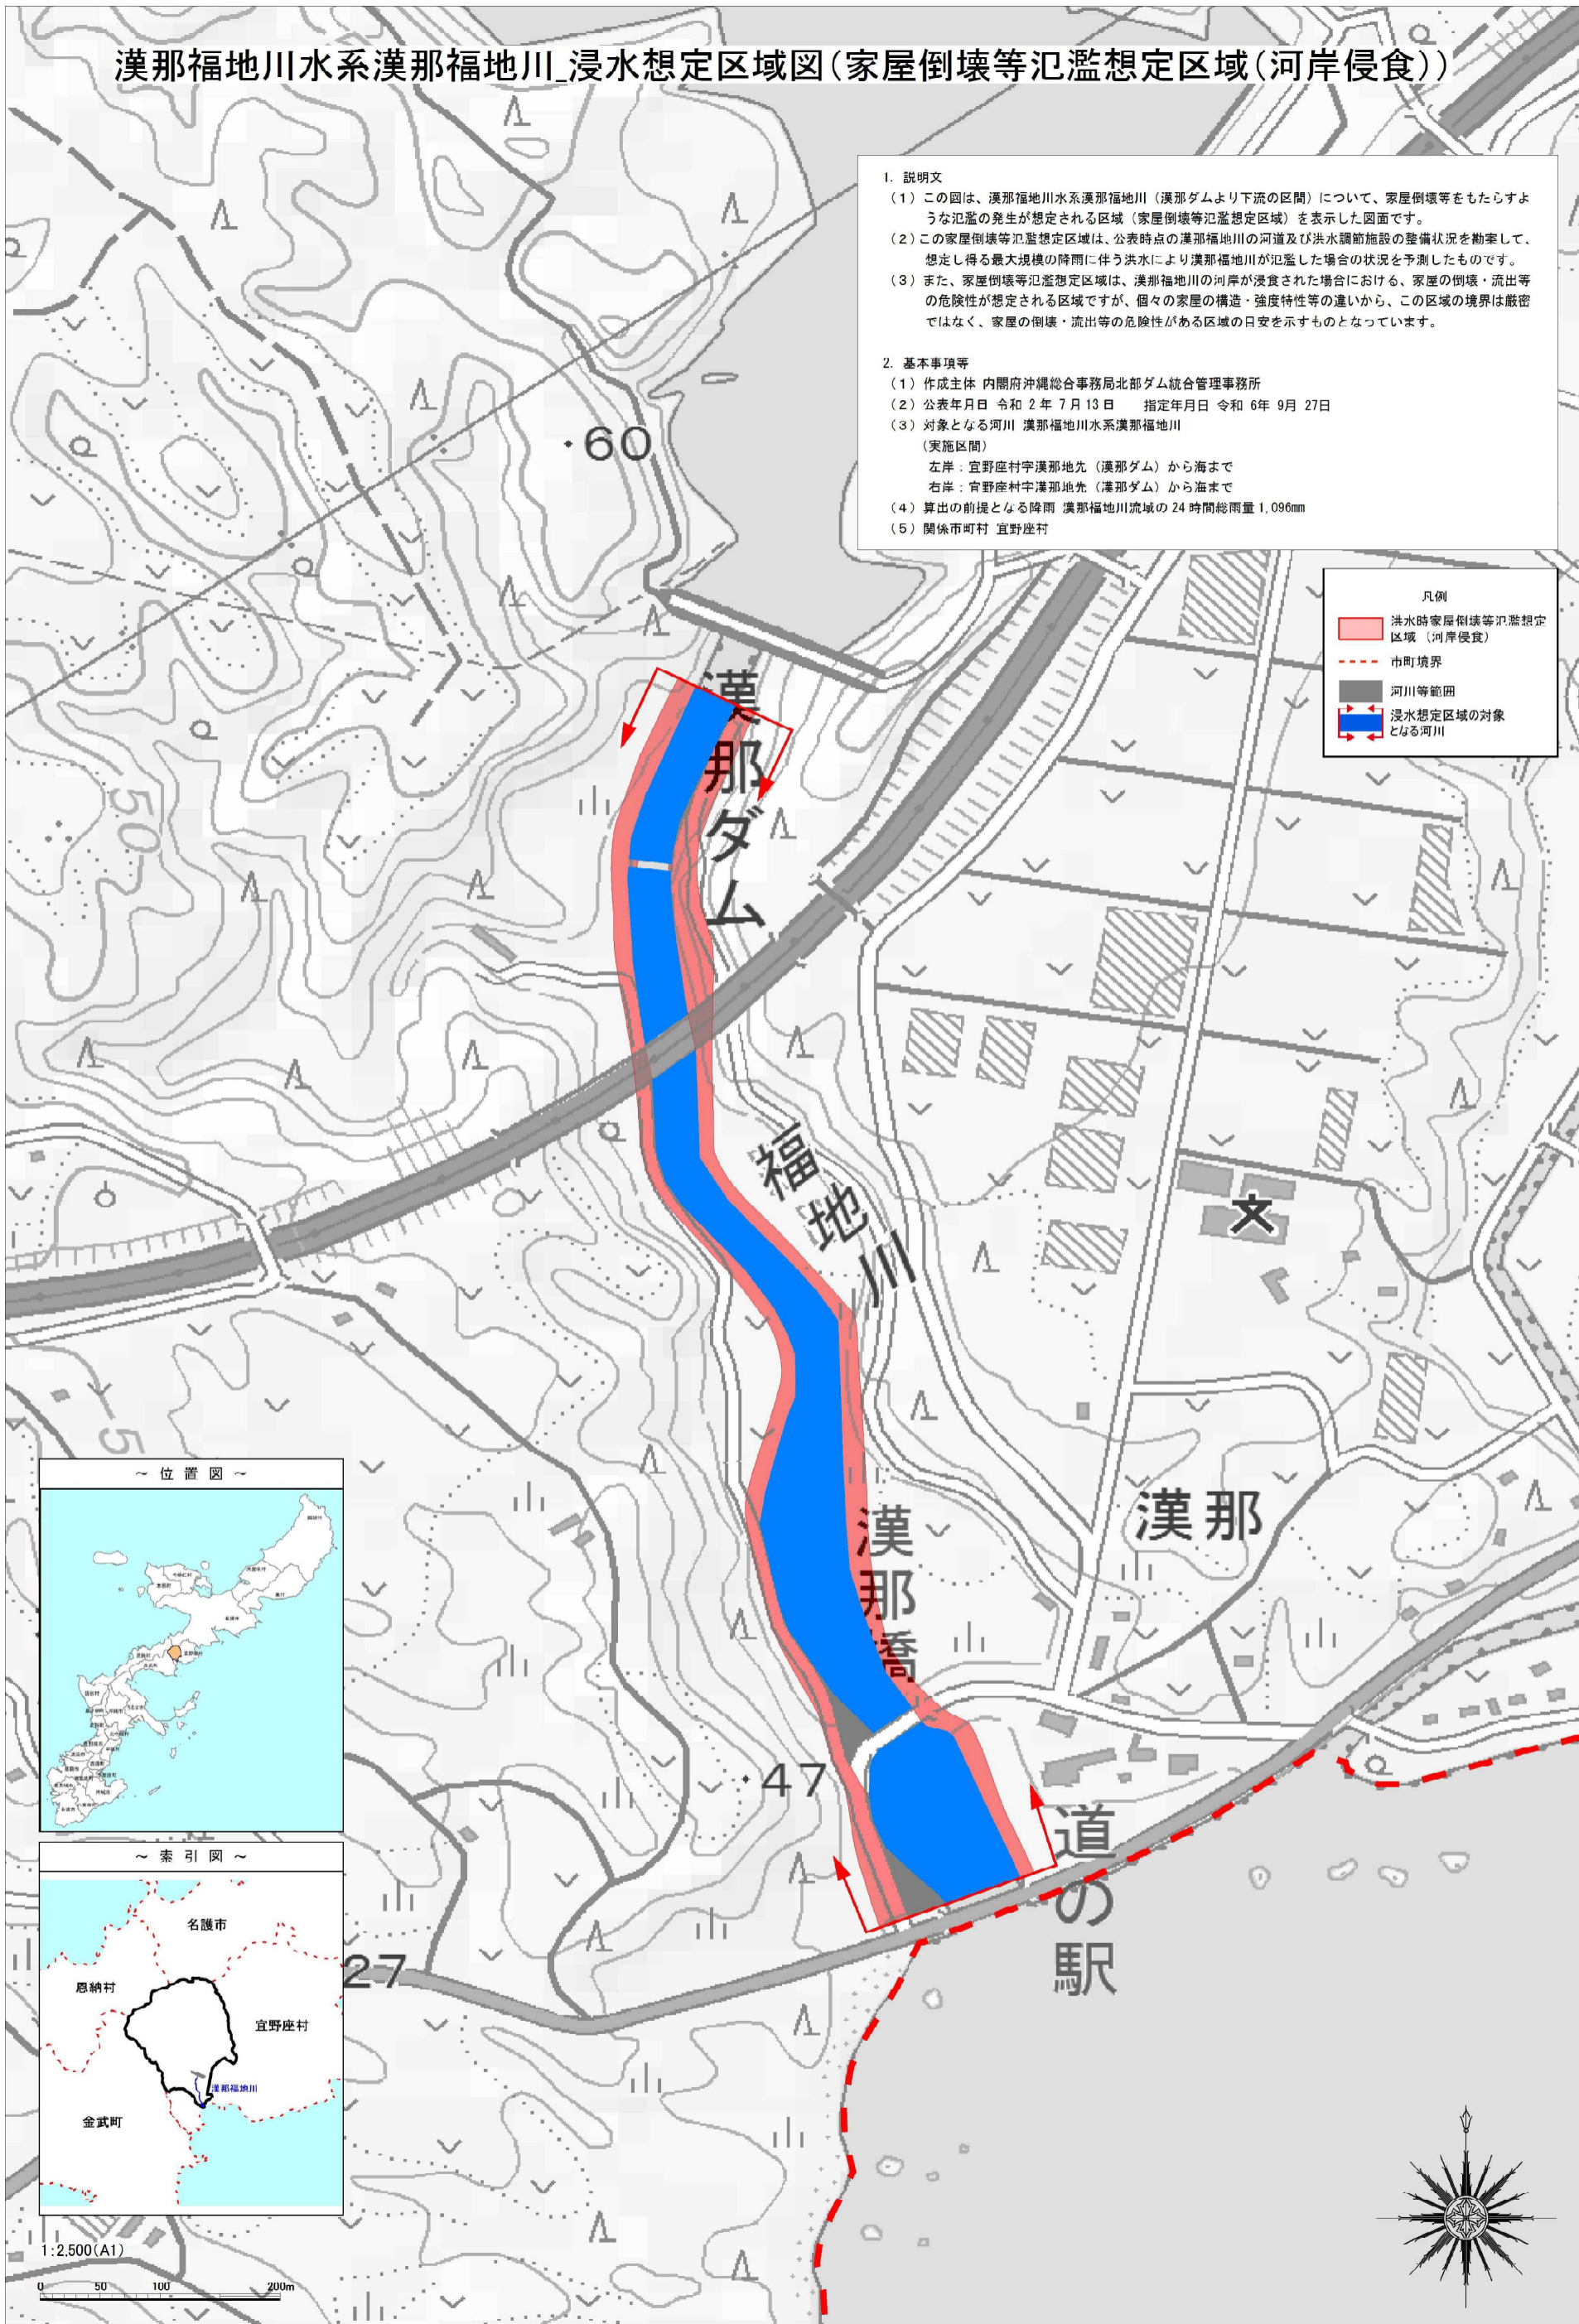 漢那福地川水系漢那福地川_浸水想定区域図(家屋倒壊等氾濫想定区域(河岸侵食))
1. 説明文
（1）この図は、漢那福地川水系漢那福地川（漢那ダムより下流の区間）について、家屋倒壊等をもたらすよ
うな氾濫の発生が想定される区域（家屋倒壊等氾濫想定区域）を表示した図面です。
（2）この家屋倒壊等氾濫想定区域は、公表時点の漢那福地川の河道及び洪水調節施設の整備状況を勘案して、
想定し得る最大規模の降雨に伴う洪水により漢那福地川が氾濫した場合の状況を予測したものです。
（3）また、家屋倒壊等氾濫想定区域は、漢那福地川の河岸が浸食された場合における、家屋の倒壊・流出等
の危険性が想定される区域ですが、個々の家屋の構造・強度特性等の違いから、この区域の境界は厳密
ではなく、家屋の倒壊・流出等の危険性がある区域の目安を示すものとなっています。
2. 基本事項等
（1）作成主体 内閣府沖縄総合事務局北部ダム統合管理事務所
（2）公表年月日 令和 2 年 7 月 13 日 指定年月日 令和 6年 9月 27日
（3）対象となる河川 漢那福地川水系漢那福地川
（実施区間）
左岸：宜野座村字漢那地先（漢那ダム）から海まで
右岸：宜野座村字漢那地先（漢那ダム）から海まで
（4）算出の前提となる降雨 漢那福地川流域の 24 時間総雨量 1,096mm
（5）関係市町村 宜野座村
凡例
洪水時家屋倒壊等氾濫想定
区域（河岸侵食）
市町境界
河川等範囲
浸水想定区域の対象
となる河川
60
漢那ダム
50
福地川
5
漢那
漢那橋
47
道の駅
27
～ 位 置 図 ～
～ 索 引 図 ～
名護市
恩納村
宜野座村
漢那福地川
金武町
1:2,500(A1)
0 50 100 200m